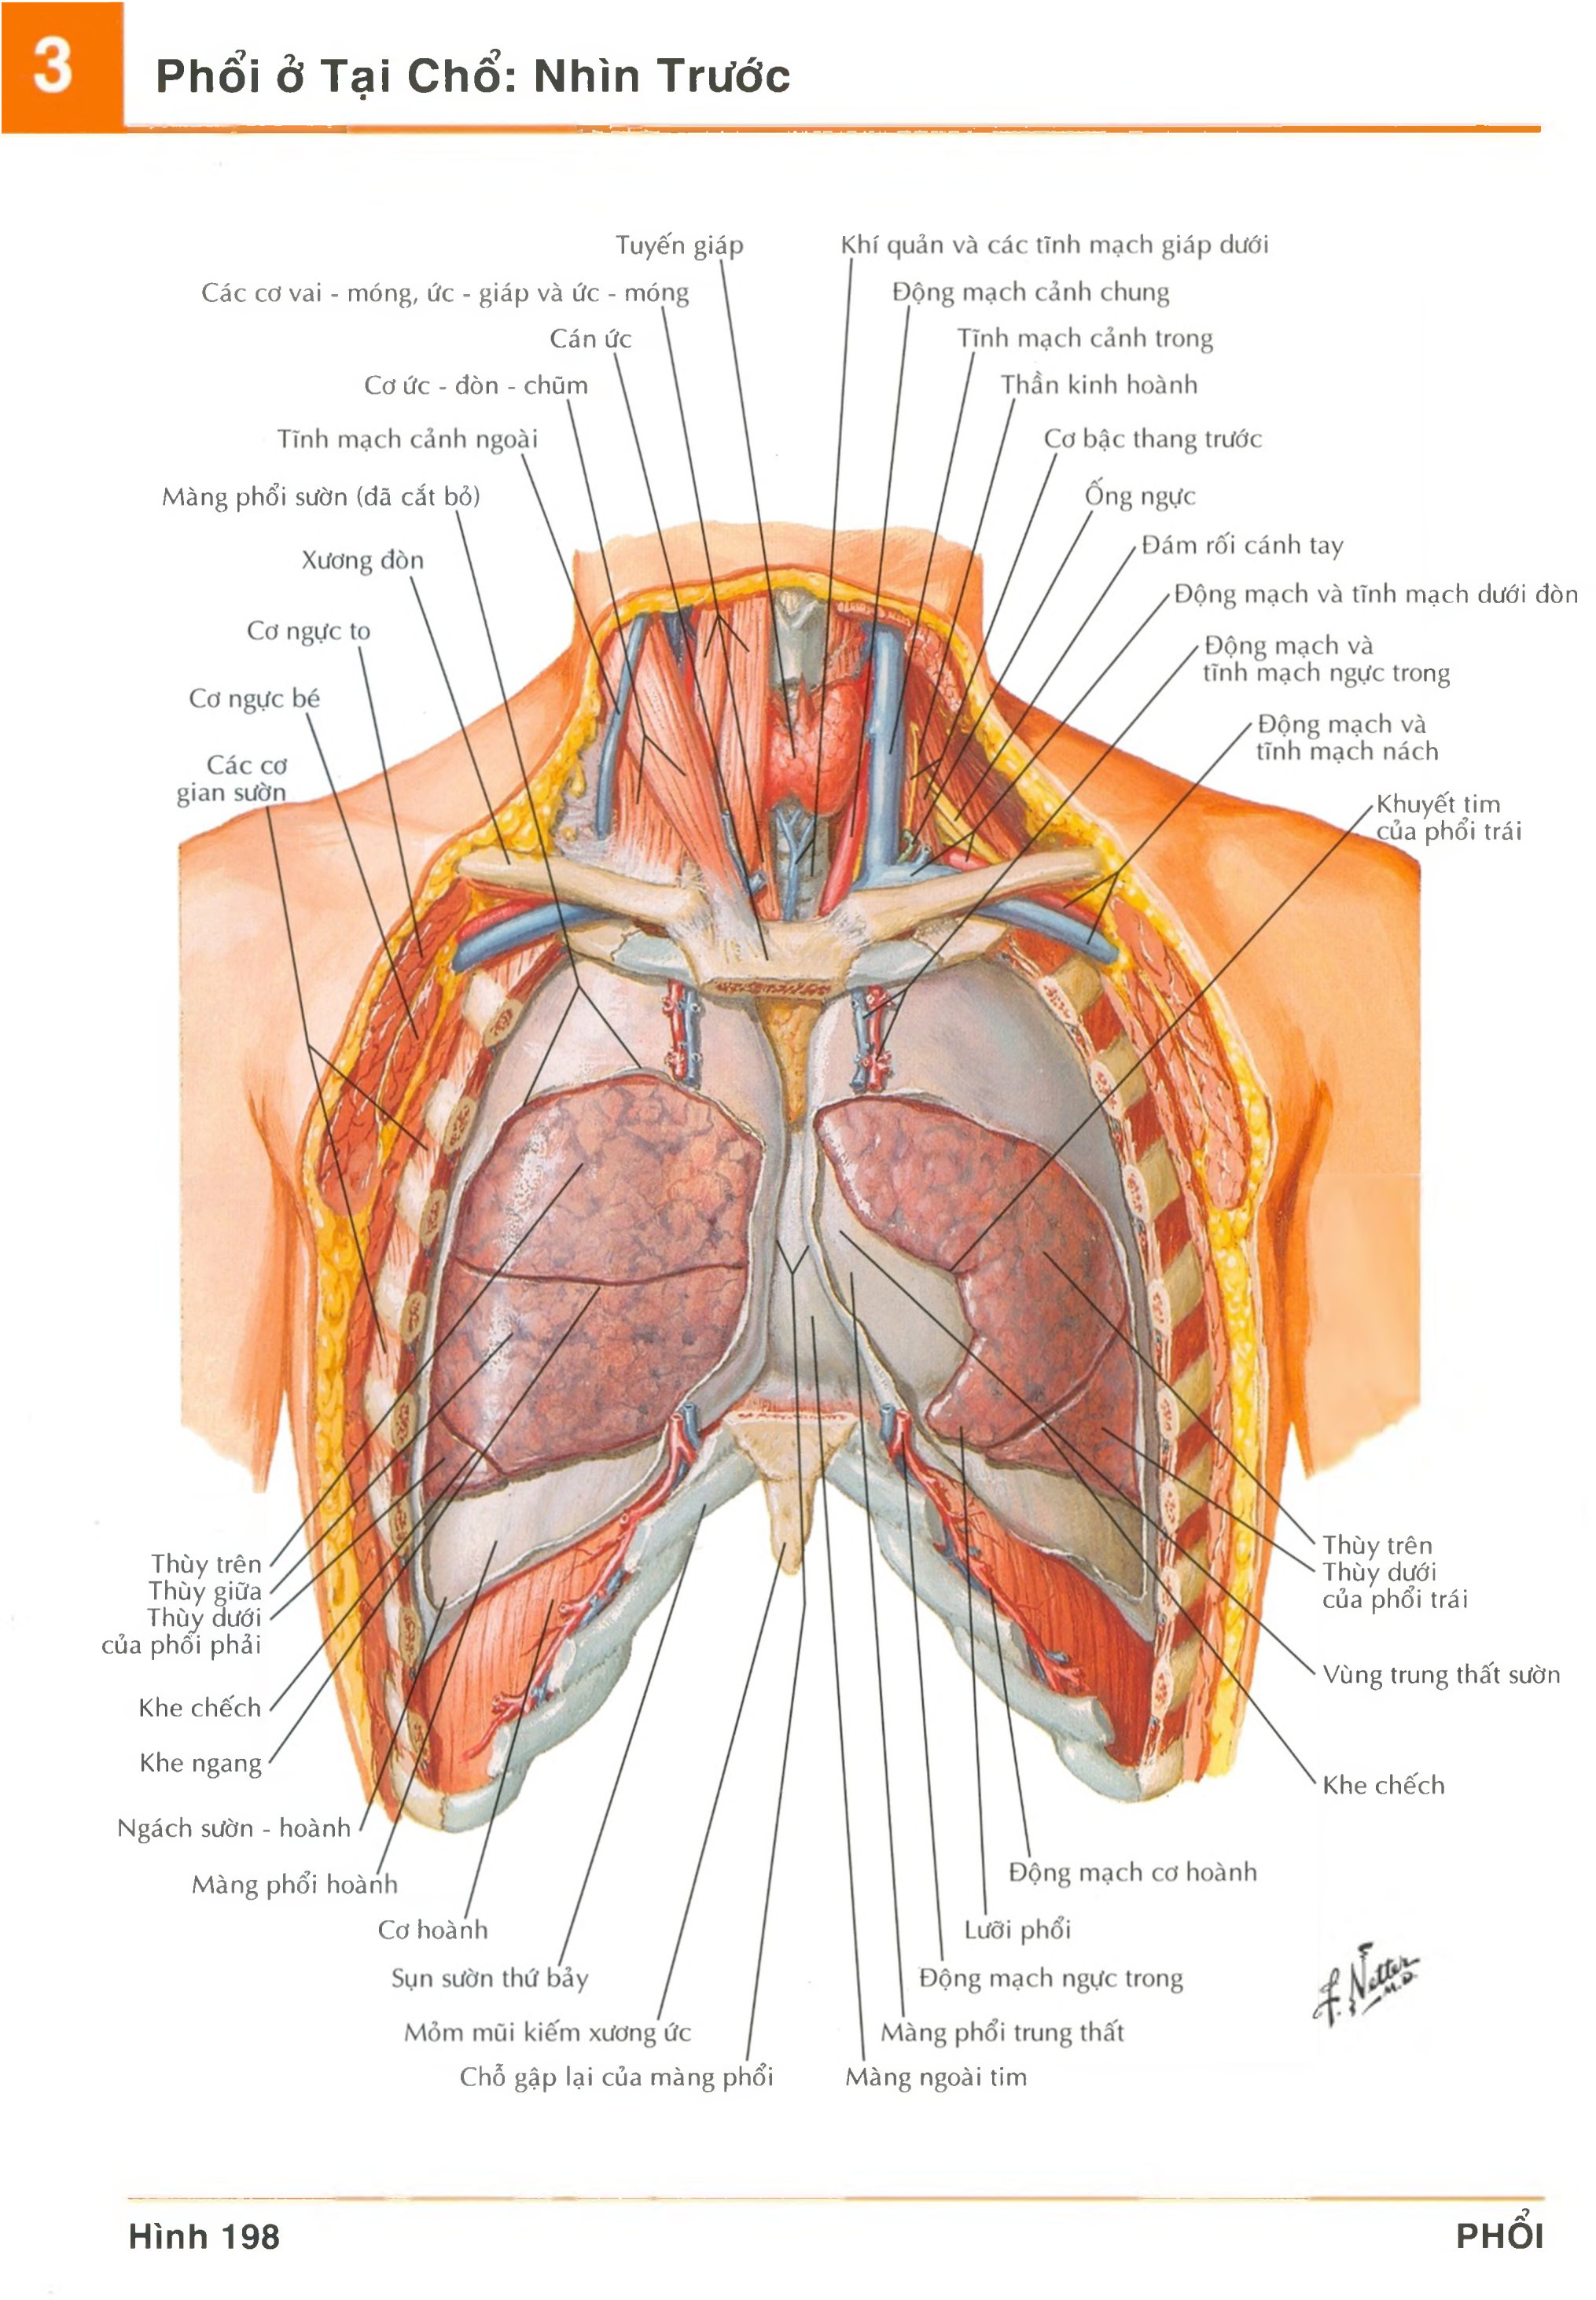 3
Phổi ở Tại Chổ: Nhìn Trước
Tuyến giáp
Các cơ vai - móng, ức - giáp và ức - móng
Cán ức
Cơ ức - đòn - chũm
Tĩnh mạch cảnh ngoài
Màng phổi sườn (đã cắt bỏ)
Xương đòn
Cơ ngực to
Cơ ngực bé
Các cơ
gian sườn
Khí quản và các tĩnh mạch giáp dưới
Động mạch cảnh chung
Tĩnh mạch cảnh trong
Thần kinh hoành
Cơ bậc thang trước
Ống ngực
Đám rối cánh tay
Động mạch và tĩnh mạch dưới đòn
Động mạch và
tĩnh mạch ngực trong
Động mạch và
tĩnh mạch nách
Khuyết tim
của phổi trái
Thùy trên
Thùy giữa
Thùy dưới
của phổi phải
Khe chếch
Khe ngang
Ngách sườn - hoành
Màng phổi hoành
Cơ hoành
Sụn sườn thứ bảy
Mỏm mũi kiếm xương ức
Chỗ gập lại của màng phổi
Thùy trên
Thùy dưới
của phổi trái
Vùng trung thất sườn
Khe chếch
Động mạch cơ hoành
Lưỡi phổi
Động mạch ngực trong
Màng phổi trung thất
Màng ngoài tim
F. Netter
M.D.
Hình 198
PHỔI